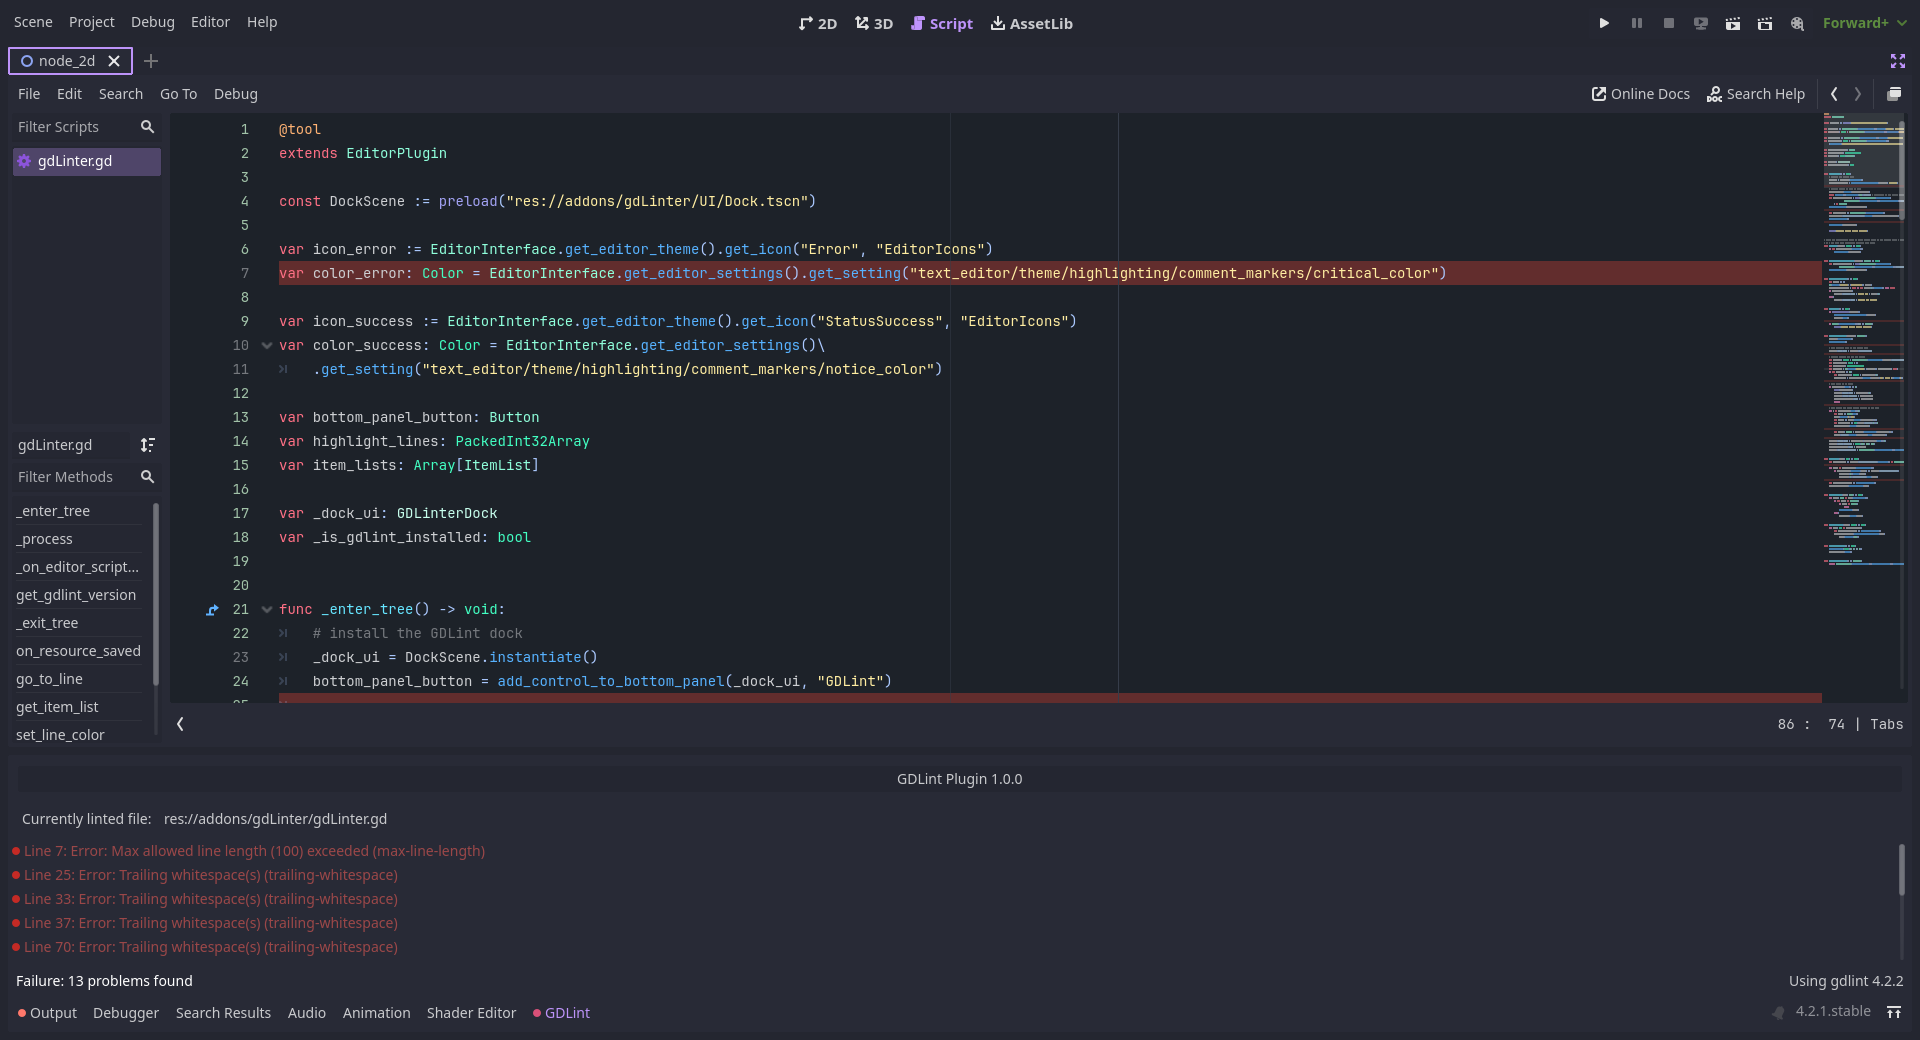 Scene Project Debug Editor Help
2D 3D Script AssetLib
Forward+
node_2d
File Edit Search Go To Debug
Online Docs Search Help
Filter Scripts
gdLinter.gd
gdLinter.gd
Filter Methods
_enter_tree
_process
_on_editor_script...
get_gdlint_version
_exit_tree
on_resource_saved
go_to_line
get_item_list
set_line_color
1 @tool
2 extends EditorPlugin
3
4 const DockScene := preload("res://addons/gdLinter/UI/Dock.tscn")
5
6 var icon_error := EditorInterface.get_editor_theme().get_icon("Error", "EditorIcons")
7 var color_error: Color = EditorInterface.get_editor_settings().get_setting("text_editor/theme/highlighting/comment_markers/critical_color")
8
9 var icon_success := EditorInterface.get_editor_theme().get_icon("StatusSuccess", "EditorIcons")
10 var color_success: Color = EditorInterface.get_editor_settings()\
11 .get_setting("text_editor/theme/highlighting/comment_markers/notice_color")
12
13 var bottom_panel_button: Button
14 var highlight_lines: PackedInt32Array
15 var item_lists: Array[ItemList]
16
17 var _dock_ui: GDLinterDock
18 var _is_gdlint_installed: bool
19
20
21 func _enter_tree() -> void:
22 # install the GDLint dock
23 _dock_ui = DockScene.instantiate()
24 bottom_panel_button = add_control_to_bottom_panel(_dock_ui, "GDLint")
25
86 : 74 | Tabs
GDLint Plugin 1.0.0
Currently linted file: res://addons/gdLinter/gdLinter.gd
Line 7: Error: Max allowed line length (100) exceeded (max-line-length)
Line 25: Error: Trailing whitespace(s) (trailing-whitespace)
Line 33: Error: Trailing whitespace(s) (trailing-whitespace)
Line 37: Error: Trailing whitespace(s) (trailing-whitespace)
Line 70: Error: Trailing whitespace(s) (trailing-whitespace)
Failure: 13 problems found
Using gdlint 4.2.2
Output Debugger Search Results Audio Animation Shader Editor GDLint
4.2.1.stable